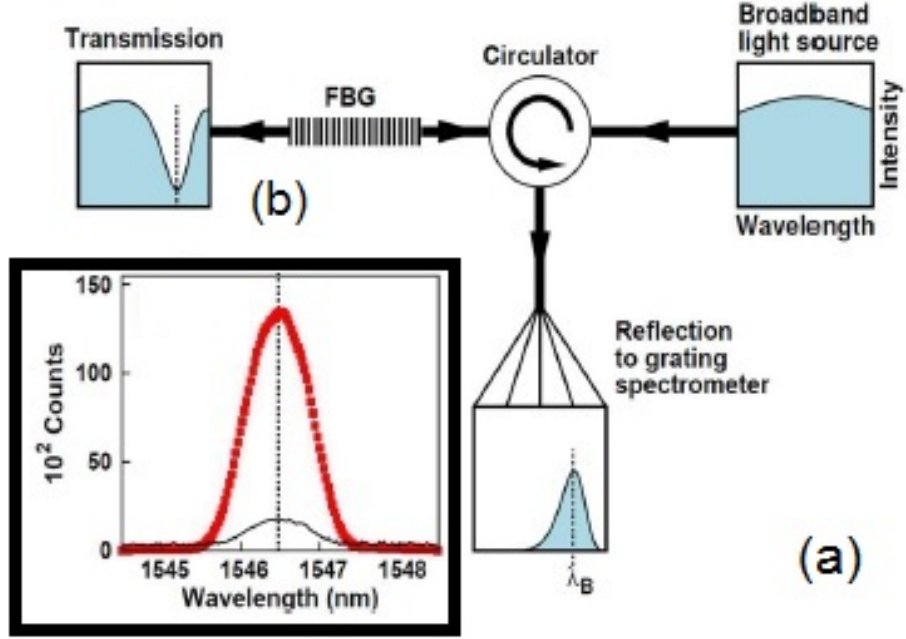 Transmission
FBG
Circulator
Broadband
light source
Intensity
Wavelength
(b)
Reflection
to grating
spectrometer
λB
(a)
150
100
50
0
10² Counts
1545 1546 1547 1548
Wavelength (nm)